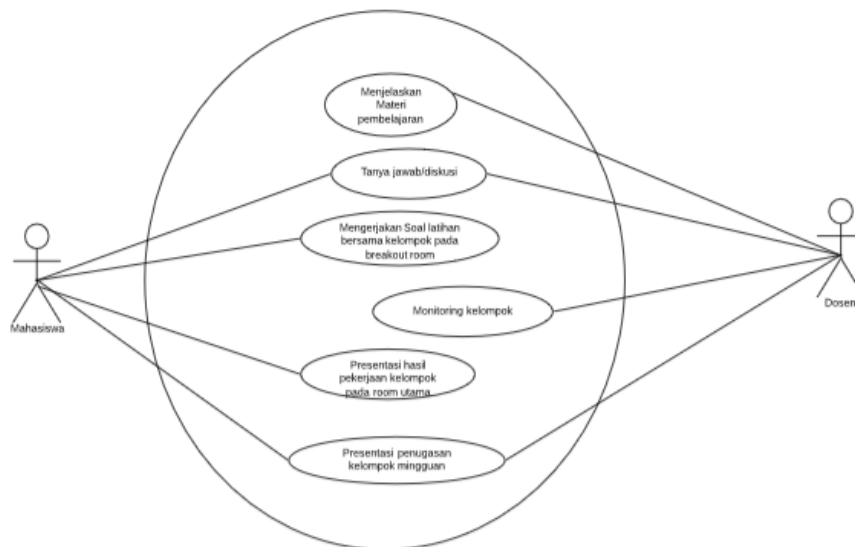 Menjelaskan
Materi
pembelajaran
Tanya jawab/diskusi
Mengerjakan Soal latihan
bersama kelompok pada
breakout room
Monitoring kelompok
Mahasiswa
Dosen
Presentasi hasil
pekerjaan kelompok
pada room utama
Presentasi penugasan
kelompok mingguan